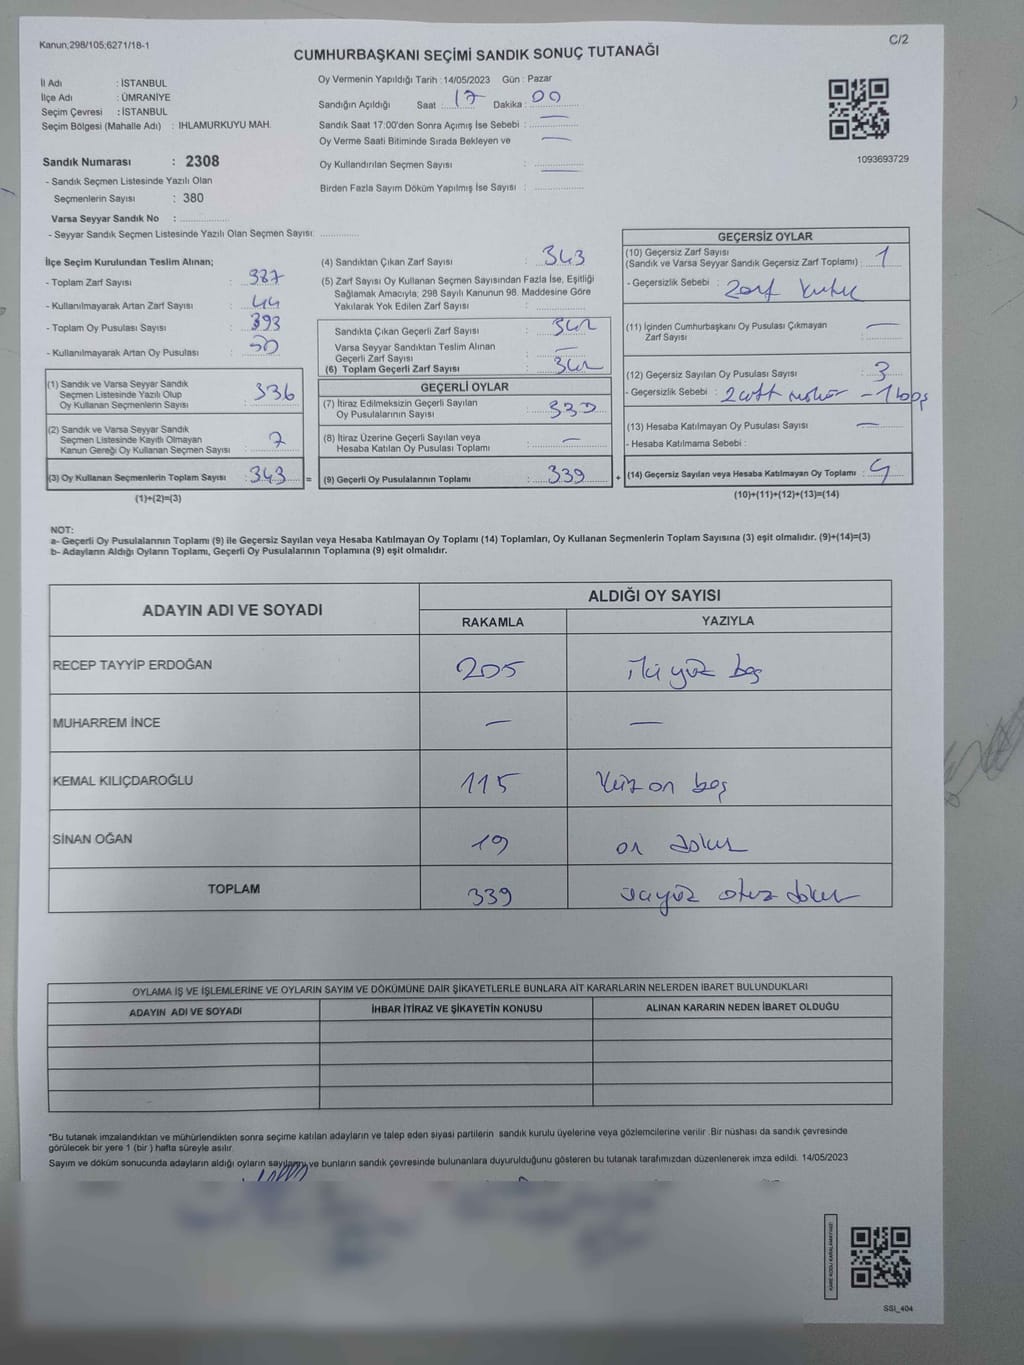 Kanun;298/105;6271/18-1
C/2
CUMHURBAŞKANI SEÇİMİ SANDIK SONUÇ TUTANAĞI
İl Adı : İSTANBUL
İlçe Adı : ÜMRANİYE
Seçim Çevresi : İSTANBUL
Seçim Bölgesi (Mahalle Adı) : IHLAMURKUYU MAH.
Oy Vermenin Yapıldığı Tarih : 14/05/2023 Gün : Pazar
Sandığın Açıldığı Saat : 17 Dakika : 00
Sandık Saat 17:00'den Sonra Açımış İse Sebebi : —
Oy Verme Saati Bitiminde Sırada Bekleyen ve
Oy Kullandırılan Seçmen Sayısı : —
Birden Fazla Sayım Döküm Yapılmış İse Sayısı :
1093693729
Sandık Numarası : 2308
- Sandık Seçmen Listesinde Yazılı Olan
Seçmenlerin Sayısı : 380
Varsa Seyyar Sandık No :
- Seyyar Sandık Seçmen Listesinde Yazılı Olan Seçmen Sayısı:
İlçe Seçim Kurulundan Teslim Alınan;
- Toplam Zarf Sayısı : 387
- Kullanılmayarak Artan Zarf Sayısı : 44
- Toplam Oy Pusulası Sayısı : 393
- Kullanılmayarak Artan Oy Pusulası : 50
(1) Sandık ve Varsa Seyyar Sandık
Seçmen Listesinde Yazılı Olup
Oy Kullanan Seçmenlerin Sayısı : 336
(2) Sandık ve Varsa Seyyar Sandık
Seçmen Listesinde Kayıtlı Olmayan
Kanun Gereği Oy Kullanan Seçmen Sayısı : 7
(3) Oy Kullanan Seçmenlerin Toplam Sayısı : 343 =
(1)+(2)=(3)
(4) Sandıktan Çıkan Zarf Sayısı : 343
(5) Zarf Sayısı Oy Kullanan Seçmen Sayısından Fazla İse, Eşitliği
Sağlamak Amacıyla; 298 Sayılı Kanunun 98. Maddesine Göre
Yakılarak Yok Edilen Zarf Sayısı :
Sandıkta Çıkan Geçerli Zarf Sayısı : 342
Varsa Seyyar Sandıktan Teslim Alınan
Geçerli Zarf Sayısı : —
(6) Toplam Geçerli Zarf Sayısı : 342
GEÇERLİ OYLAR
(7) İtiraz Edilmeksizin Geçerli Sayılan
Oy Pusulalarının Sayısı : 339
(8) İtiraz Üzerine Geçerli Sayılan veya
Hesaba Katılan Oy Pusulası Toplamı : —
(9) Geçerli Oy Pusulalarının Toplamı : 339 +
GEÇERSİZ OYLAR
(10) Geçersiz Zarf Sayısı
(Sandık ve Varsa Seyyar Sandık Geçersiz Zarf Toplamı) : 1
- Geçersizlik Sebebi : Zarf
(11) İçinden Cumhurbaşkanı Oy Pusulası Çıkmayan
Zarf Sayısı : —
(12) Geçersiz Sayılan Oy Pusulası Sayısı : 3
- Geçersizlik Sebebi : 2 çift mühür - 1 boş
(13) Hesaba Katılmayan Oy Pusulası Sayısı : —
- Hesaba Katılmama Sebebi :
(14) Geçersiz Sayılan veya Hesaba Katılmayan Oy Toplamı : 4
(10)+(11)+(12)+(13)=(14)
NOT:
a- Geçerli Oy Pusulalarının Toplamı (9) ile Geçersiz Sayılan veya Hesaba Katılmayan Oy Toplamı (14) Toplamları, Oy Kullanan Seçmenlerin Toplam Sayısına (3) eşit olmalıdır. (9)+(14)=(3)
b- Adayların Aldığı Oyların Toplamı, Geçerli Oy Pusulalarının Toplamına (9) eşit olmalıdır.
ADAYIN ADI VE SOYADI
ALDIĞI OY SAYISI
RAKAMLA YAZIYLA
RECEP TAYYİP ERDOĞAN 205 iki yüz beş
MUHARREM İNCE — —
KEMAL KILIÇDAROĞLU 115 Yüz on beş
SİNAN OĞAN 19 on dokuz
TOPLAM 339 üçyüz otuz dokuz
OYLAMA İŞ VE İŞLEMLERİNE VE OYLARIN SAYIM VE DÖKÜMÜNE DAİR ŞİKAYETLERLE BUNLARA AİT KARARLARIN NELERDEN İBARET BULUNDUKLARI
ADAYIN ADI VE SOYADI İHBAR İTİRAZ VE ŞİKAYETİN KONUSU ALINAN KARARIN NEDEN İBARET OLDUĞU
*Bu tutanak imzalandıktan ve mühürlendikten sonra seçime katılan adayların ve talep eden siyasi partilerin sandık kurulu üyelerine veya gözlemcilerine verilir .Bir nüshası da sandık çevresinde
görülecek bir yere 1 (bir ) hafta süreyle asılır.
Sayım ve döküm sonucunda adayların aldığı oyların sayılarını ve bunların sandık çevresinde bulunanlara duyurulduğunu gösteren bu tutanak tarafımızdan düzenlenerek imza edildi. 14/05/2023
SSI_404